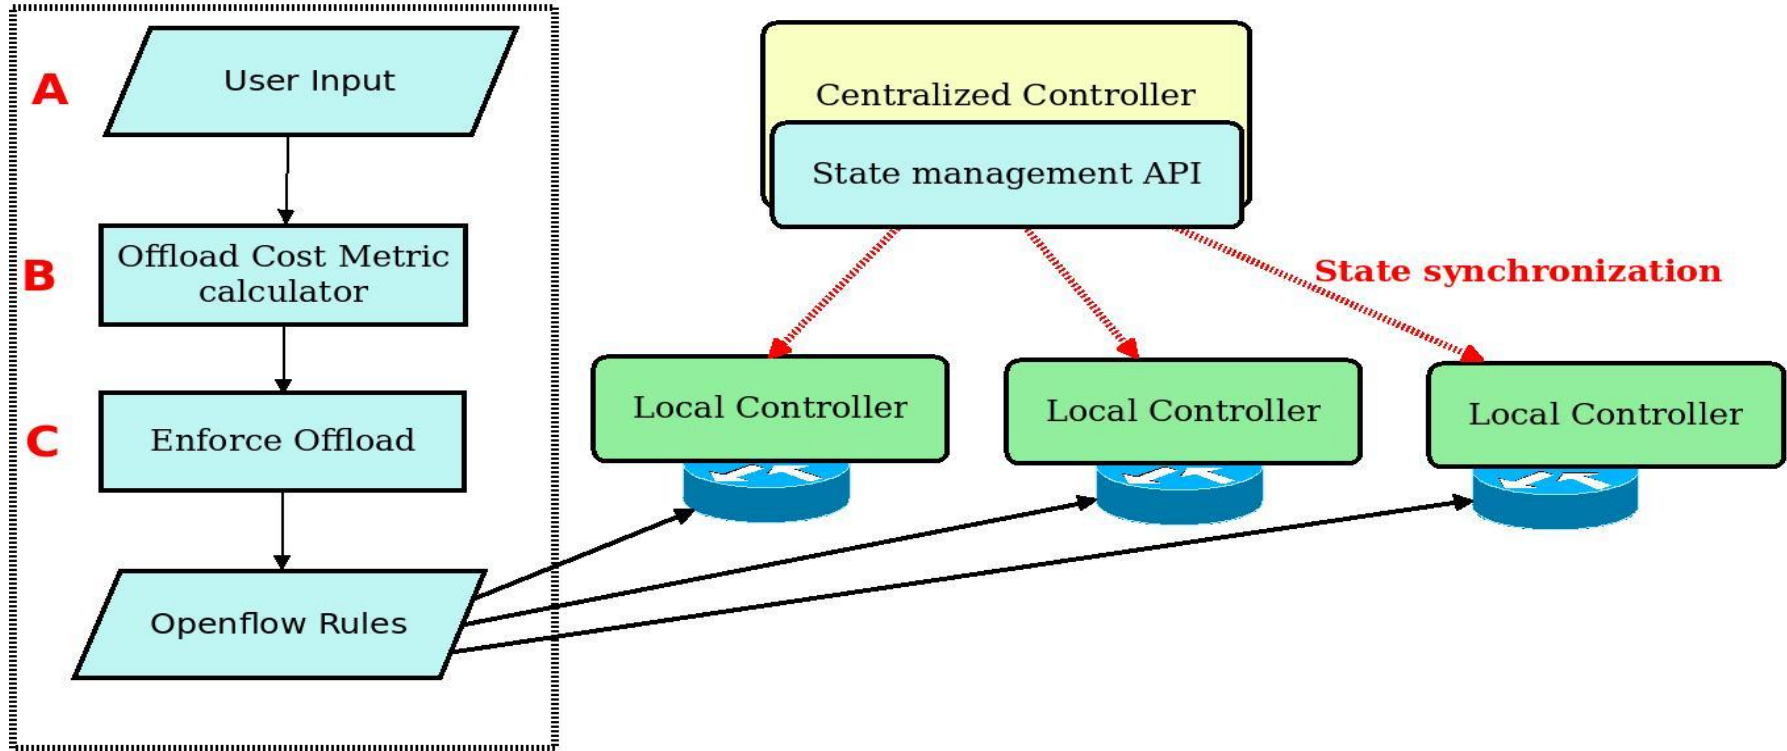 A
User Input
B
Offload Cost Metric
calculator
C
Enforce Offload
Openflow Rules
Centralized Controller
State management API
State synchronization
Local Controller
Local Controller
Local Controller